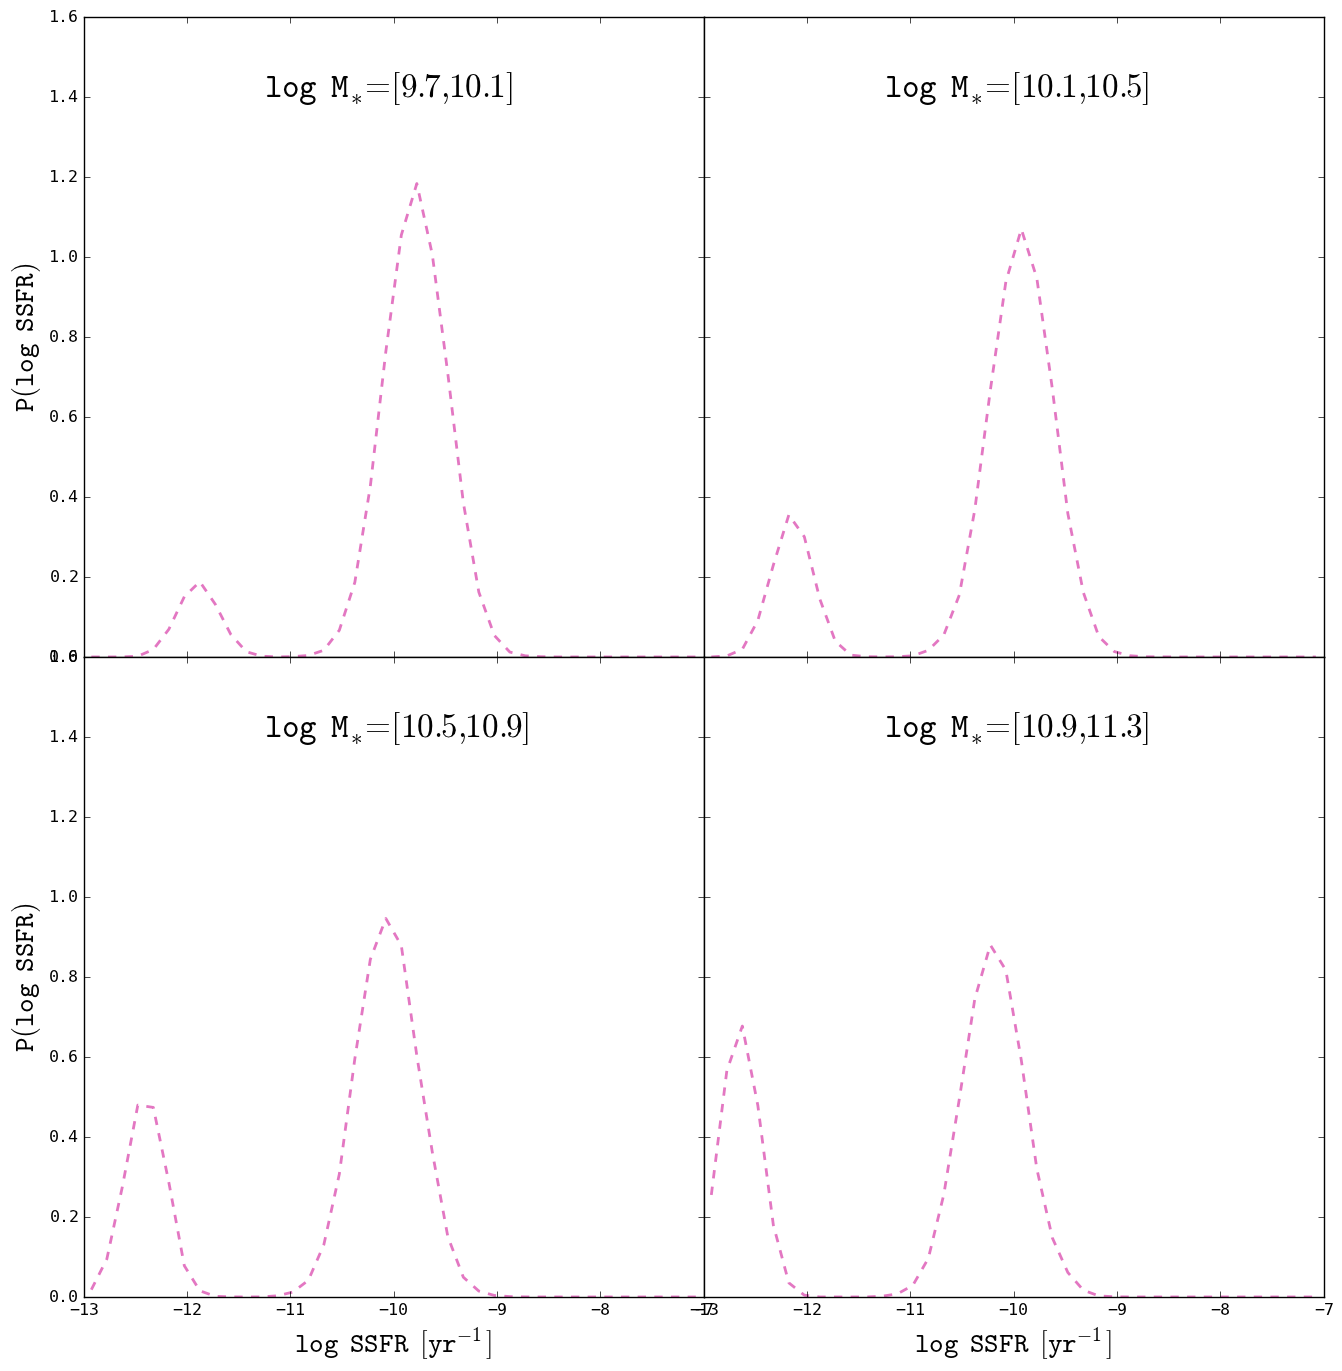 1.6
log M*=[9.7,10.1]
log M*=[10.1,10.5]
1.4
1.2
1.0
0.8
0.6
0.4
0.2
P(log SSFR)
log M*=[10.5,10.9]
log M*=[10.9,11.3]
1.4
1.2
1.0
0.8
0.6
0.4
0.2
0.0
P(log SSFR)
−13 −12 −11 −10 −9 −8
−12 −11 −10 −9 −8 −7
log SSFR [yr⁻¹]
log SSFR [yr⁻¹]